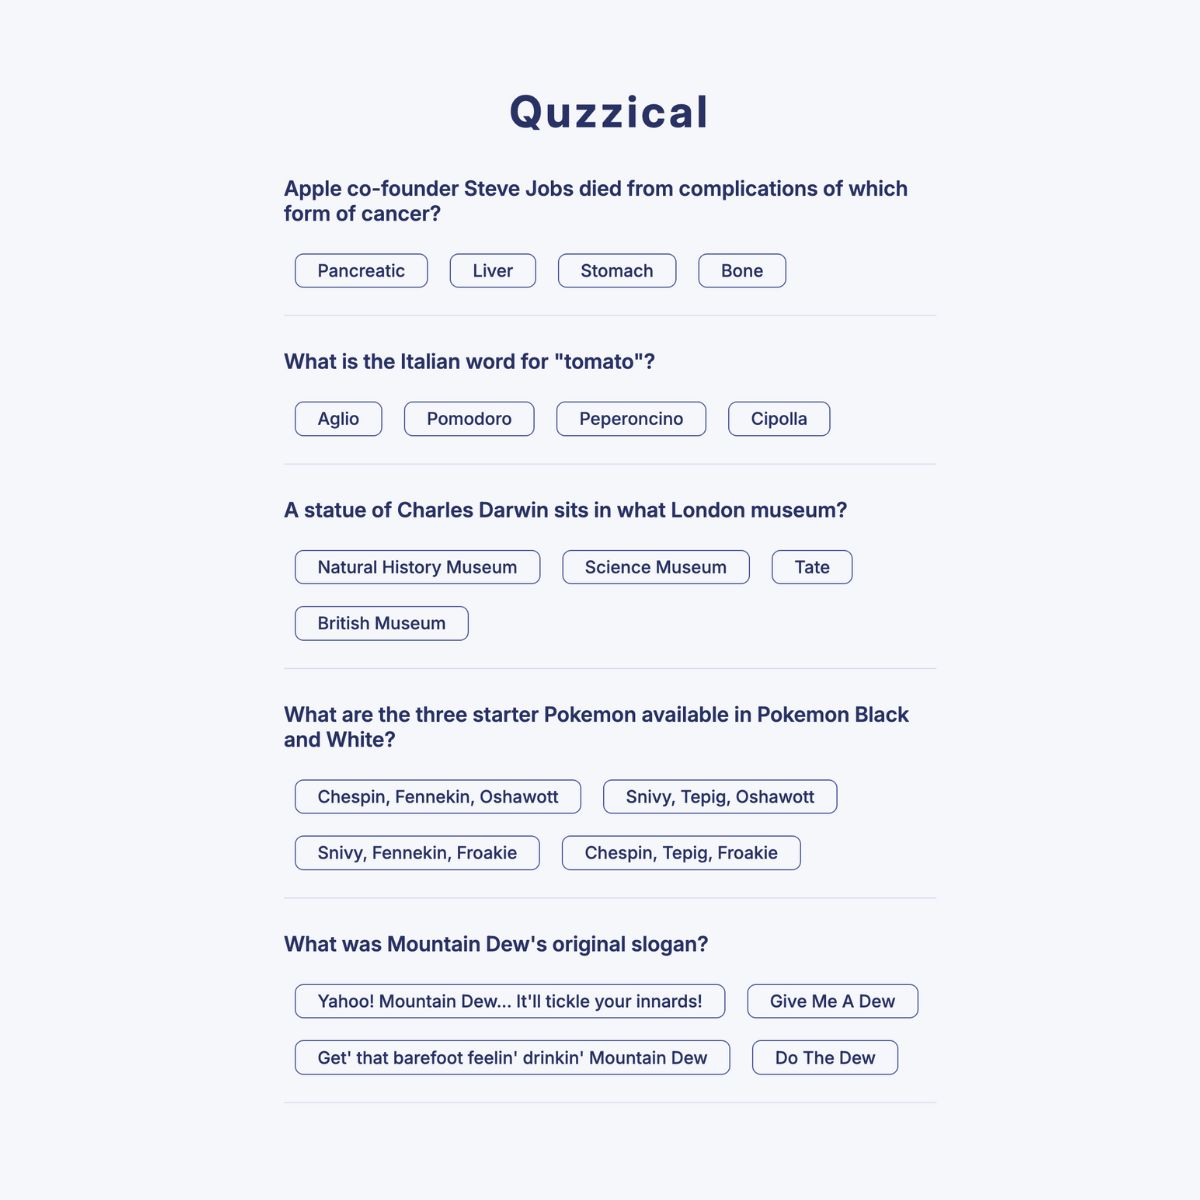 Quzzical
Apple co-founder Steve Jobs died from complications of which
form of cancer?
Pancreatic Liver Stomach Bone
What is the Italian word for "tomato"?
Aglio Pomodoro Peperoncino Cipolla
A statue of Charles Darwin sits in what London museum?
Natural History Museum Science Museum Tate
British Museum
What are the three starter Pokemon available in Pokemon Black
and White?
Chespin, Fennekin, Oshawott Snivy, Tepig, Oshawott
Snivy, Fennekin, Froakie Chespin, Tepig, Froakie
What was Mountain Dew's original slogan?
Yahoo! Mountain Dew... It'll tickle your innards! Give Me A Dew
Get' that barefoot feelin' drinkin' Mountain Dew Do The Dew